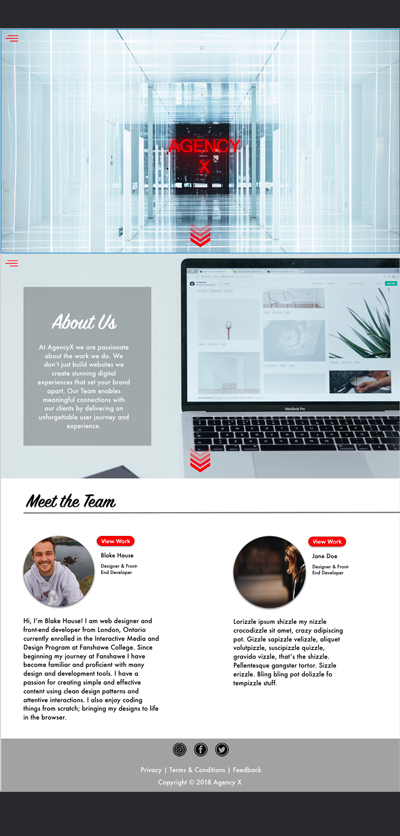 AGENCY
X
About Us
At AgencyX we are passionate
about the work we do. We
don't just build websites we
create stunning digital
experiences that set your brand
apart. Our Team enables
meaningful connections with
our clients by delivering an
unforgettable user journey and
experience.
MacBook Pro
Meet the Team
View Work
Blake Hause
Designer & Front-
End Developer
Hi, I'm Blake Hause! I am web designer and
front-end developer from London, Ontario
currently enrolled in the Interactive Media and
Design Program at Fanshawe College. Since
beginning my journey at Fanshawe I have
become familiar and proficient with many
design and development tools. I have a
passion for creating simple and effective
content using clean design patterns and
attentive interactions. I also enjoy coding
things from scratch; bringing my designs to life
in the browser.
View Work
Jane Doe
Designer & Front-
End Developer
Lorizzle ipsum shizzle my nizzle
crocodizzle sit amet, crazy adipiscing
pot. Gizzle sapizzle velizzle, aliquet
volutpizzle, suscipizzle quizzle,
gravida vizzle, that's the shizzle.
Pellentesque gangster tortor. Sizzle
erizzle. Bling bling pot dolizzle fo
tempizzle stuff.
Privacy | Terms & Conditions | Feedback
Copyright © 2018 Agency X